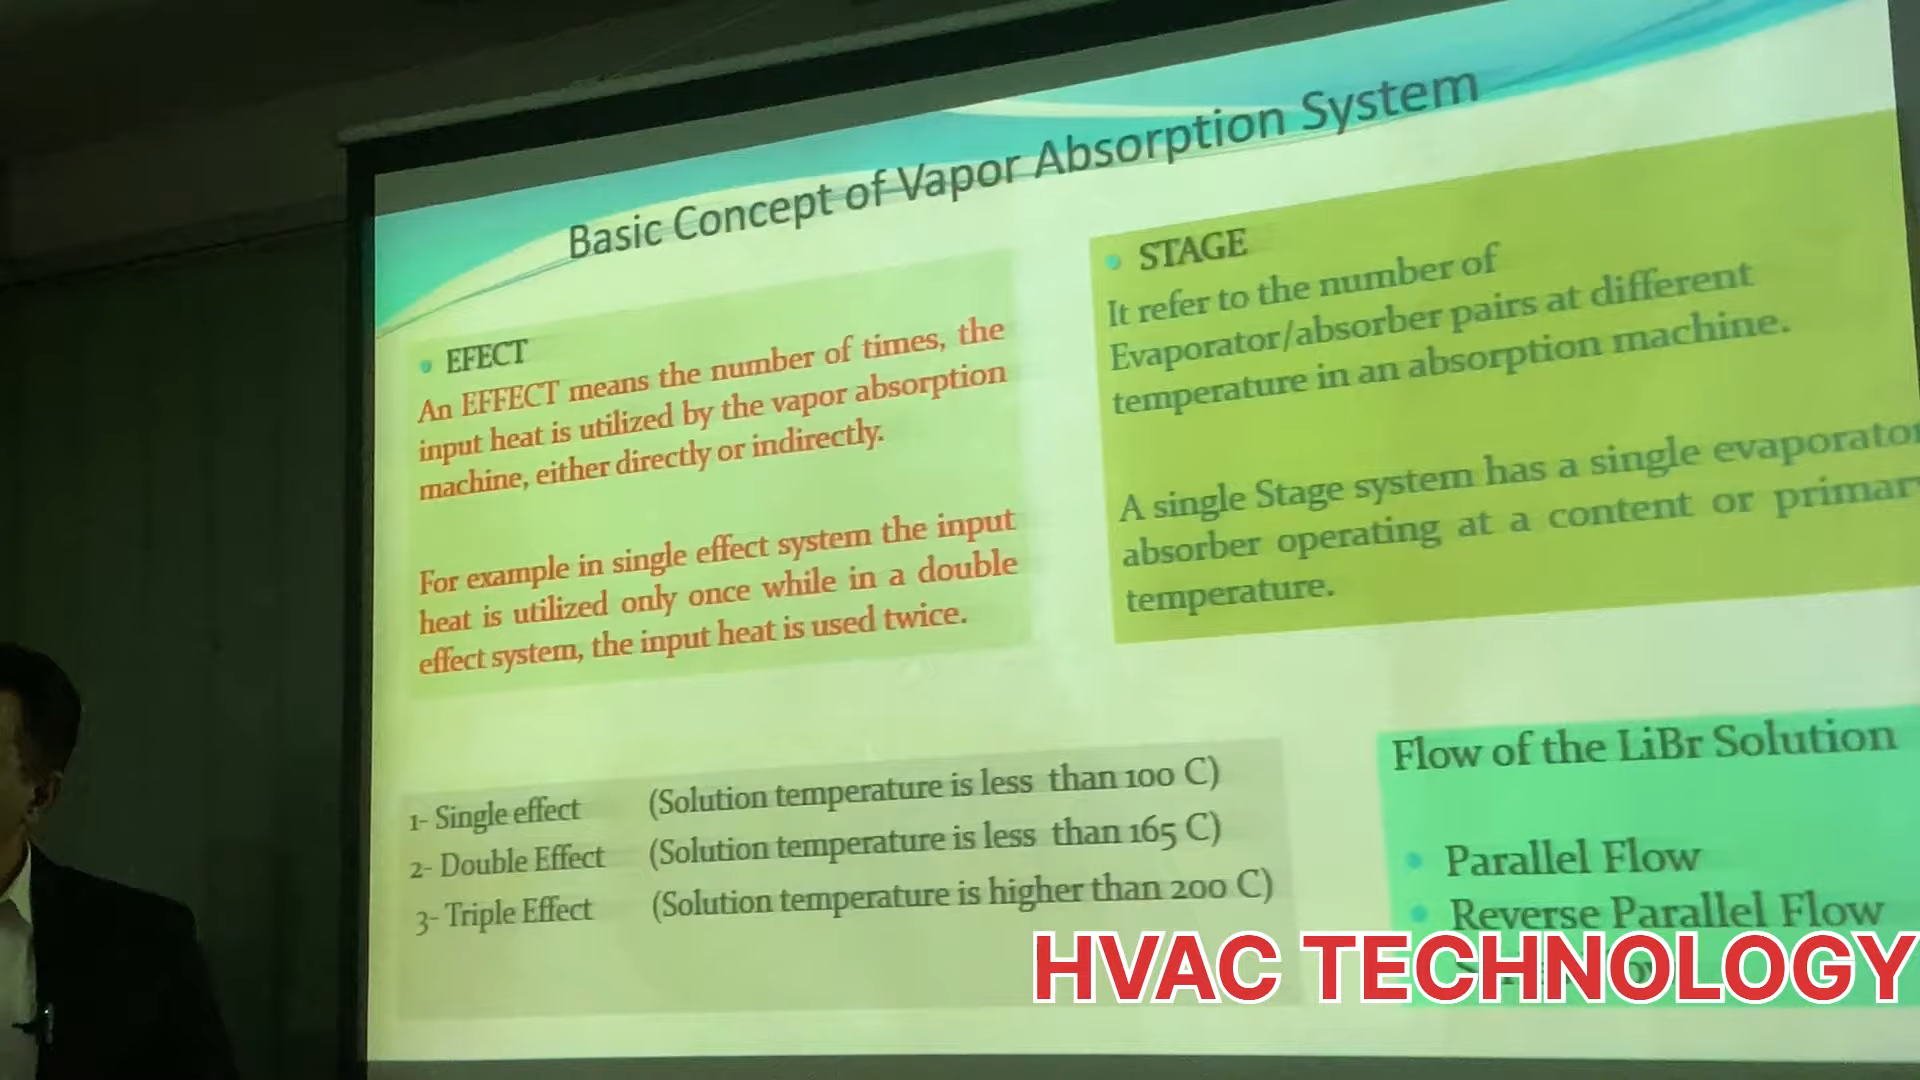 Basic Concept of Vapor Absorption System
EFECT
An EFFECT means the number of times, the
input heat is utilized by the vapor absorption
machine, either directly or indirectly.
For example in single effect system the input
heat is utilized only once while in a double
effect system, the input heat is used twice.
STAGE
It refer to the number of
Evaporator/absorber pairs at different
temperature in an absorption machine.
A single Stage system has a single evaporator
absorber operating at a content or primary
temperature.
1- Single effect (Solution temperature is less than 100 C)
2- Double Effect (Solution temperature is less than 165 C)
3- Triple Effect (Solution temperature is higher than 200 C)
Flow of the LiBr Solution
Parallel Flow
Reverse Parallel Flow
HVAC TECHNOLOGY